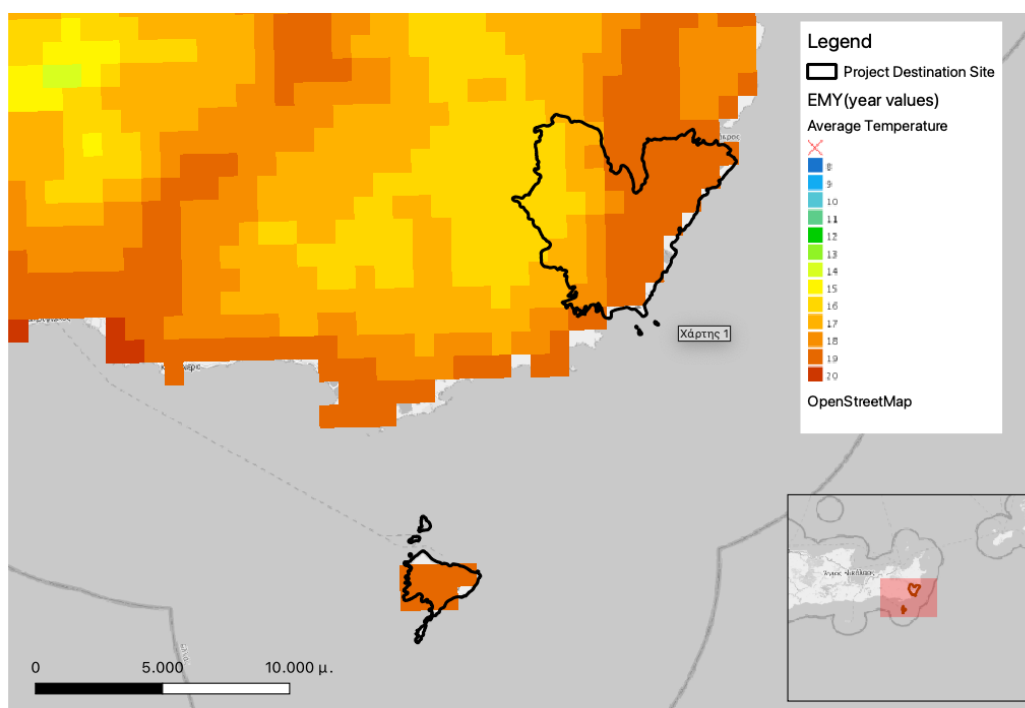 Legend
Project Destination Site
EMY(year values)
Average Temperature
8
9
10
11
12
13
14
15
16
17
18
19
20
OpenStreetMap
Χάρτης 1
0 5.000 10.000 μ.